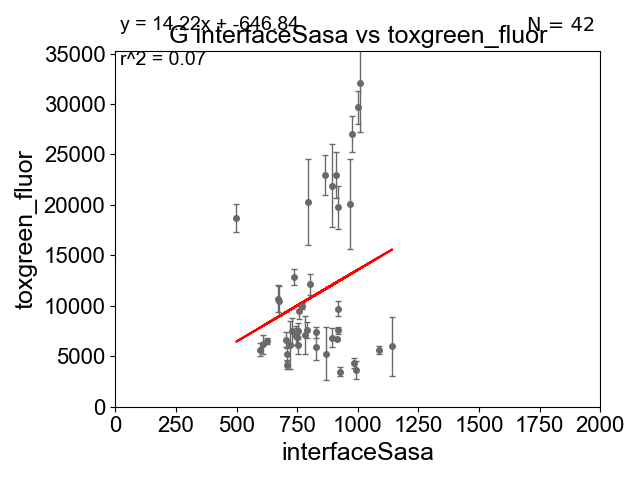 y = 14.22x + -646.84
N = 42
G interfaceSasa vs toxgreen_fluor
r^2 = 0.07
35000
30000
25000
20000
15000
10000
5000
0
toxgreen_fluor
0 250 500 750 1000 1250 1500 1750 2000
interfaceSasa